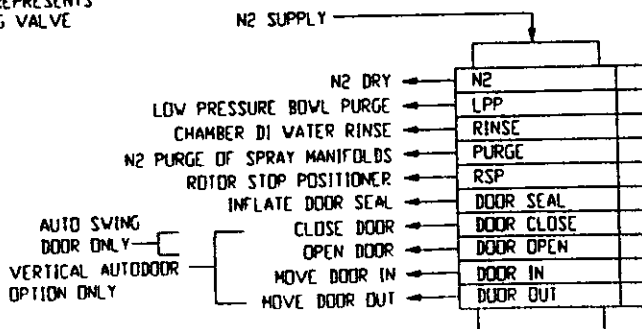 REPRESENTS
G VALVE
N2 SUPPLY
N2 DRY
N2
LOW PRESSURE BOWL PURGE
LPP
CHAMBER DI WATER RINSE
RINSE
N2 PURGE OF SPRAY MANIFOLDS
PURGE
ROTOR STOP POSITIONER
RSP
INFLATE DOOR SEAL
DOOR SEAL
AUTO SWING
DOOR ONLY
CLOSE DOOR
DOOR CLOSE
OPEN DOOR
DOOR OPEN
VERTICAL AUTODOOR
OPTION ONLY
MOVE DOOR IN
DOOR IN
MOVE DOOR OUT
DOOR OUT